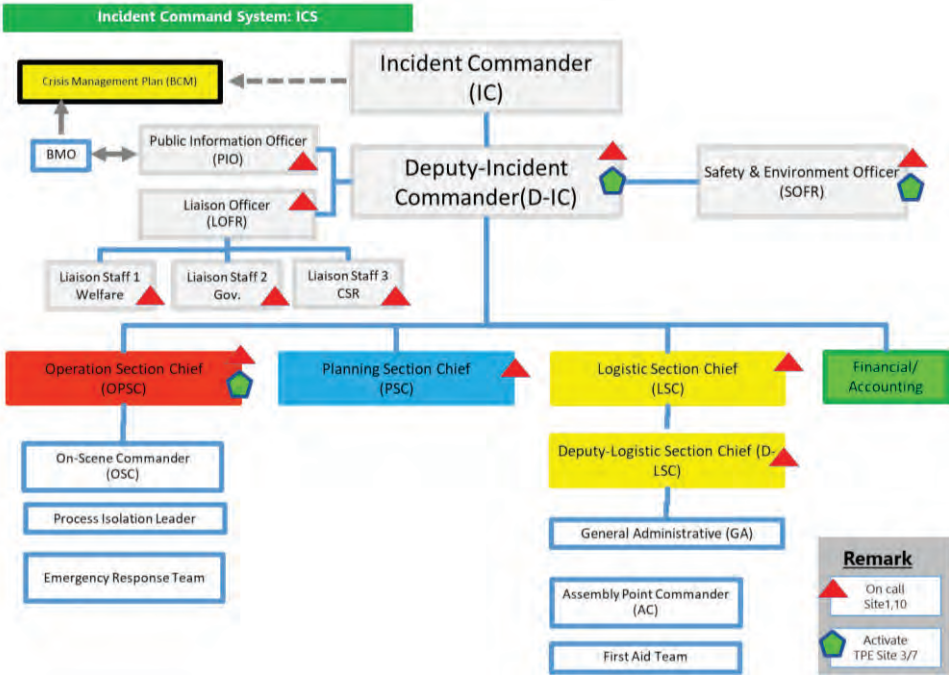 Incident Command System: ICS
Incident Commander
(IC)
Crisis Management Plan (BCM)
BMO
Public Information Officer
(PIO)
Deputy-Incident
Commander(D-IC)
Safety & Environment Officer
(SOFR)
Liaison Officer
(LOFR)
Liaison Staff 1
Welfare
Liaison Staff 2
Gov.
Liaison Staff 3
CSR
Operation Section Chief
(OPSC)
Planning Section Chief
(PSC)
Logistic Section Chief
(LSC)
Financial/
Accounting
On-Scene Commander
(OSC)
Process Isolation Leader
Emergency Response Team
Deputy-Logistic Section Chief (D-
LSC)
General Administrative (GA)
Assembly Point Commander
(AC)
First Aid Team
Remark
On call
Site1,10
Activate
TPE Site 3/7